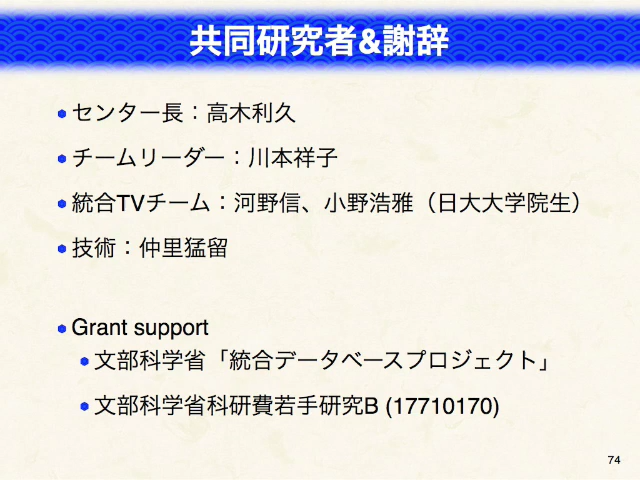 共同研究者&謝辞
センター長：高木利久
チームリーダー：川本祥子
統合TVチーム：河野信、小野浩雅（日大大学院生）
技術：仲里猛留
Grant support
文部科学省「統合データベースプロジェクト」
文部科学省科研費若手研究B (17710170)
74